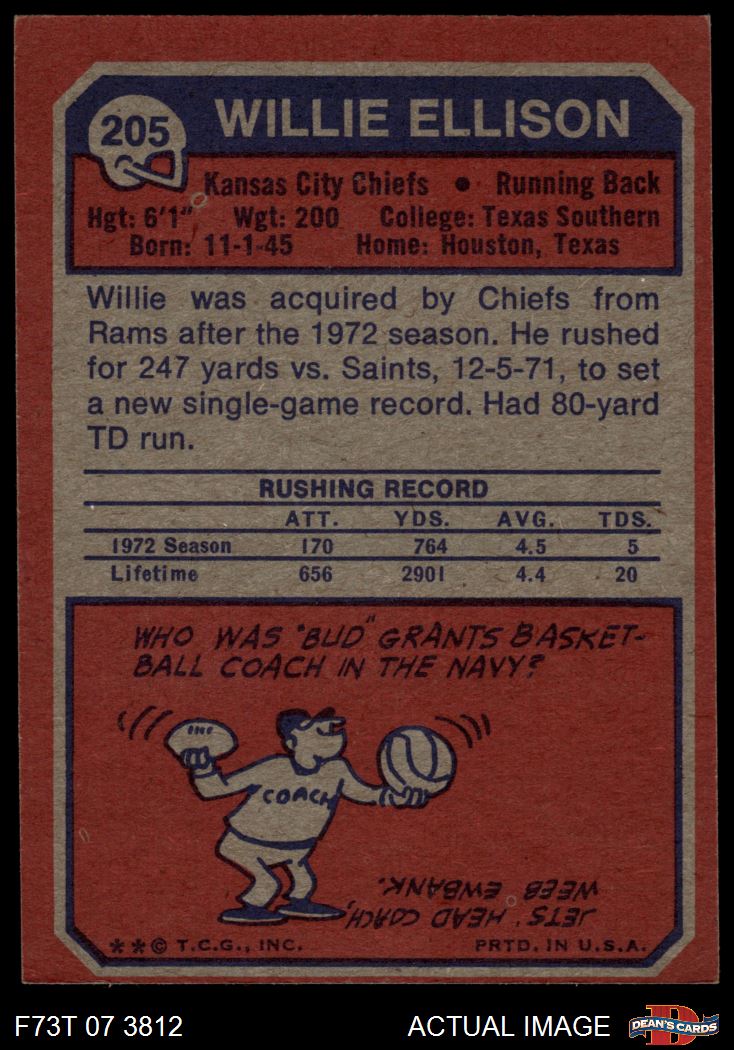 205
WILLIE ELLISON
Kansas City Chiefs • Running Back
Hgt: 6'1" Wgt: 200 College: Texas Southern
Born: 11-1-45 Home: Houston, Texas
Willie was acquired by Chiefs from
Rams after the 1972 season. He rushed
for 247 yards vs. Saints, 12-5-71, to set
a new single-game record. Had 80-yard
TD run.
RUSHING RECORD
ATT. YDS. AVG. TDS.
1972 Season 170 764 4.5 5
Lifetime 656 2901 4.4 20
WHO WAS "BUD" GRANTS BASKET-
BALL COACH IN THE NAVY?
COACH
JETS' HEAD COACH,
WEEB EWBANK.
**© T.C.G., INC. PRTD. IN U.S.A.
F73T 07 3812 ACTUAL IMAGE
DEAN'S CARDS